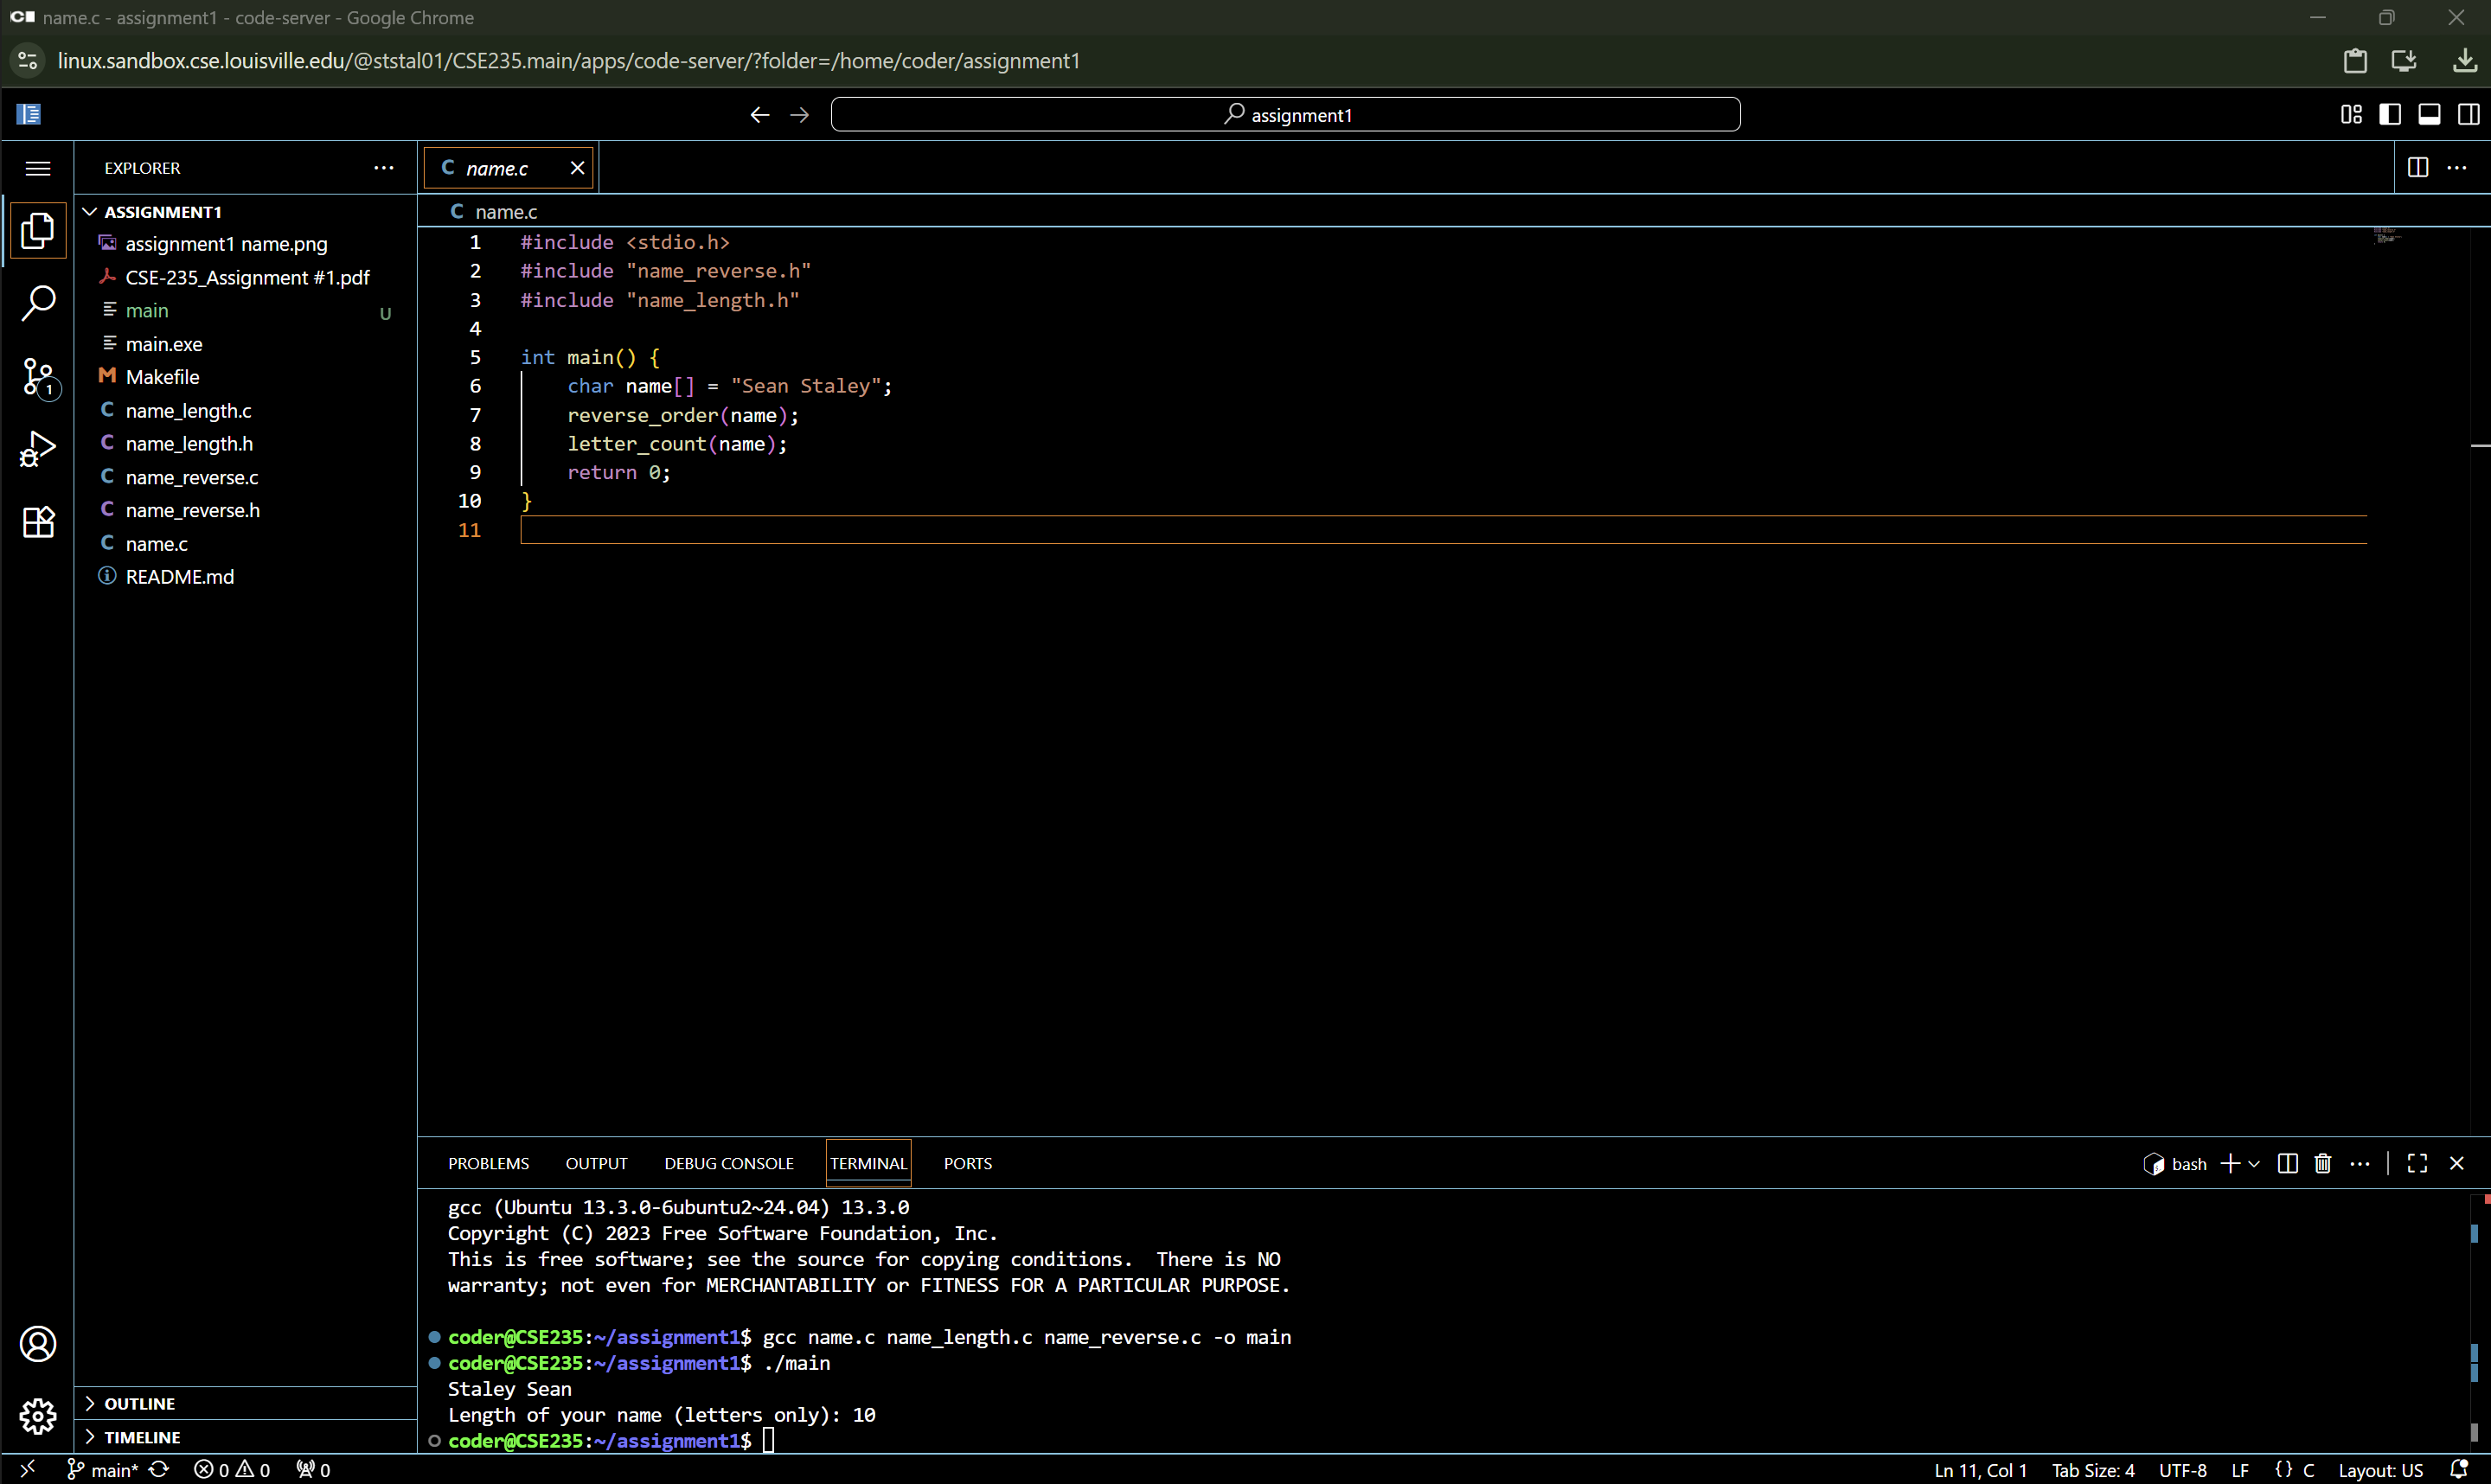 name.c - assignment1 - code-server - Google Chrome
linux.sandbox.cse.louisville.edu/@ststal01/CSE235.main/apps/code-server/?folder=/home/coder/assignment1
assignment1
EXPLORER
ASSIGNMENT1
assignment1 name.png
CSE-235_Assignment #1.pdf
main U
main.exe
Makefile
name_length.c
name_length.h
name_reverse.c
name_reverse.h
name.c
README.md
OUTLINE
TIMELINE
1
name.c
name.c
1 #include <stdio.h>
2 #include "name_reverse.h"
3 #include "name_length.h"
4
5 int main() {
6 char name[] = "Sean Staley";
7 reverse_order(name);
8 letter_count(name);
9 return 0;
10 }
11
PROBLEMS OUTPUT DEBUG CONSOLE TERMINAL PORTS
bash
gcc (Ubuntu 13.3.0-6ubuntu2~24.04) 13.3.0
Copyright (C) 2023 Free Software Foundation, Inc.
This is free software; see the source for copying conditions.  There is NO
warranty; not even for MERCHANTABILITY or FITNESS FOR A PARTICULAR PURPOSE.
coder@CSE235:~/assignment1$ gcc name.c name_length.c name_reverse.c -o main
coder@CSE235:~/assignment1$ ./main
Staley Sean
Length of your name (letters only): 10
coder@CSE235:~/assignment1$
main* 0 0 0 Ln 11, Col 1 Tab Size: 4 UTF-8 LF {} C Layout: US